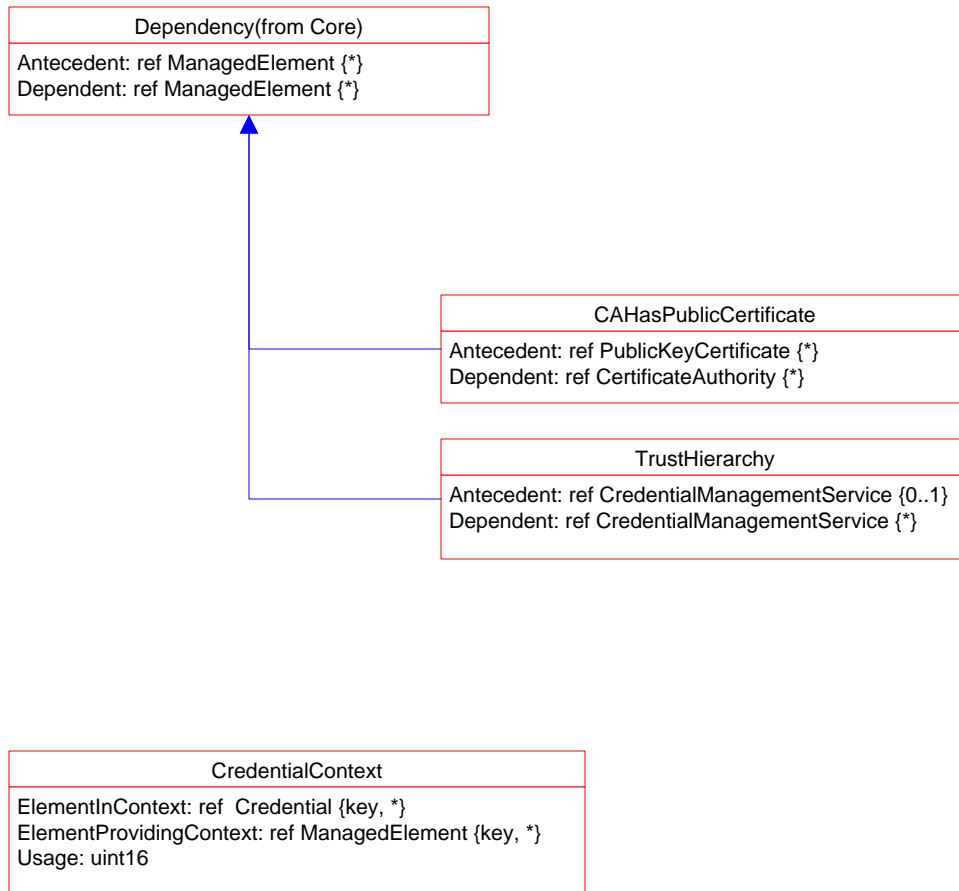 Dependency(from Core)
Antecedent: ref ManagedElement {*}
Dependent: ref ManagedElement {*}
CAHasPublicCertificate
Antecedent: ref PublicKeyCertificate {*}
Dependent: ref CertificateAuthority {*}
TrustHierarchy
Antecedent: ref CredentialManagementService {0..1}
Dependent: ref CredentialManagementService {*}
CredentialContext
ElementInContext: ref  Credential {key, *}
ElementProvidingContext: ref ManagedElement {key, *}
Usage: uint16